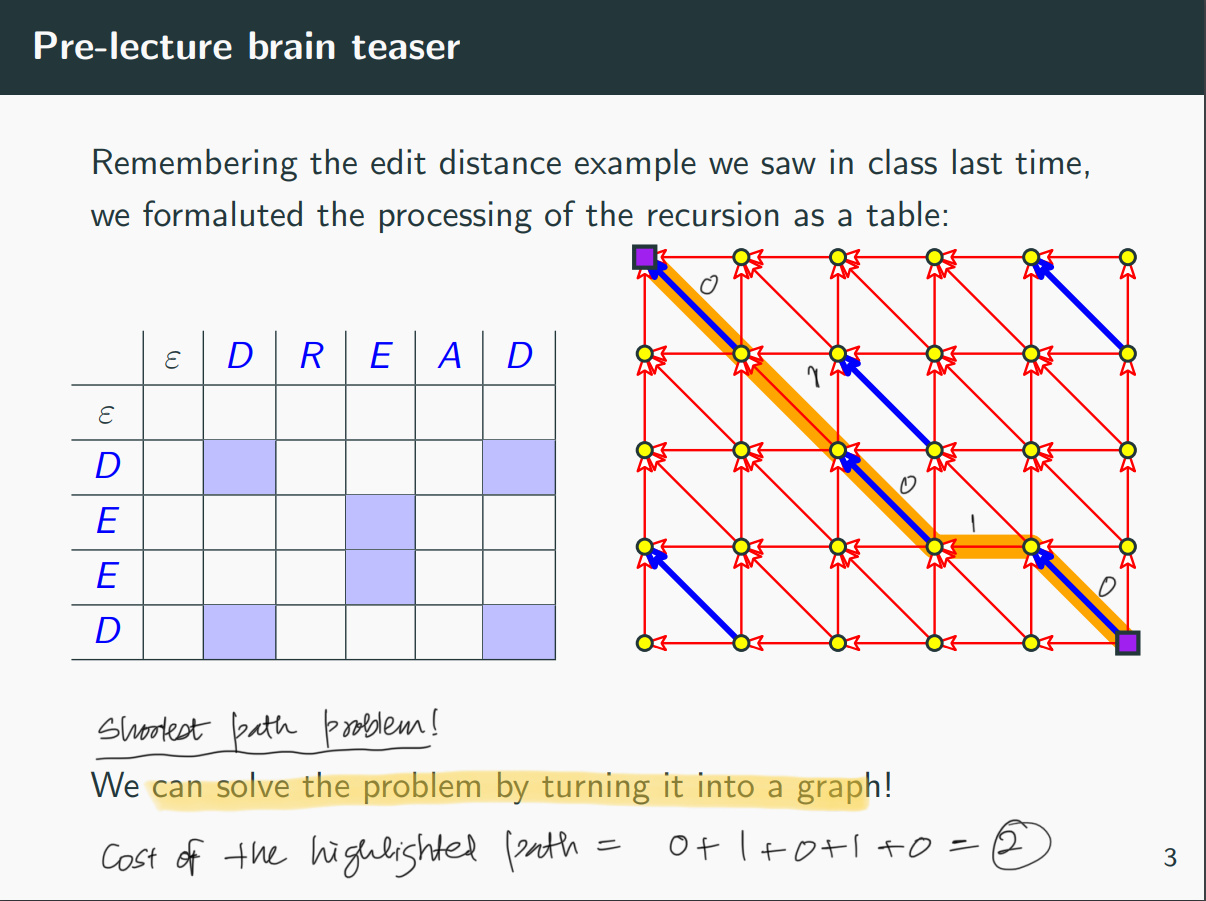 Pre-lecture brain teaser
Remembering the edit distance example we saw in class last time,
we formaluted the processing of the recursion as a table:
ε D R E A D
ε
D
E
E
D
0
1
0
1
0
Shortest path problem!
We can solve the problem by turning it into a graph!
Cost of the highlighted path = 0+1+0+1+0 = 2
3